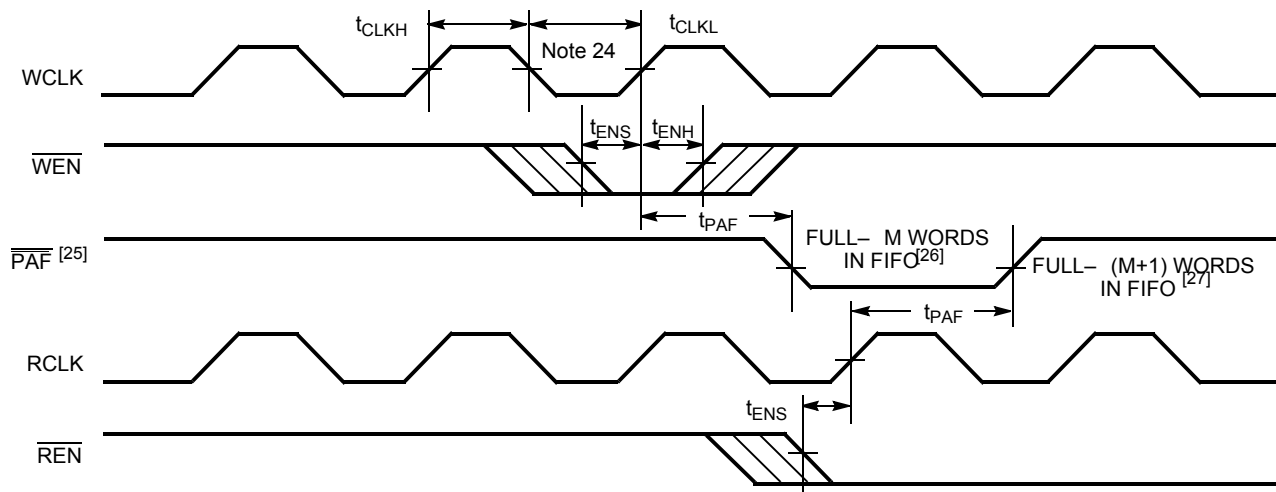 tCLKH
tCLKL
Note 24
WCLK
tENS
tENH
WEN
tPAF
PAF [25]
FULL– M WORDS
IN FIFO[26]
FULL– (M+1) WORDS
IN FIFO [27]
tPAF
RCLK
tENS
REN